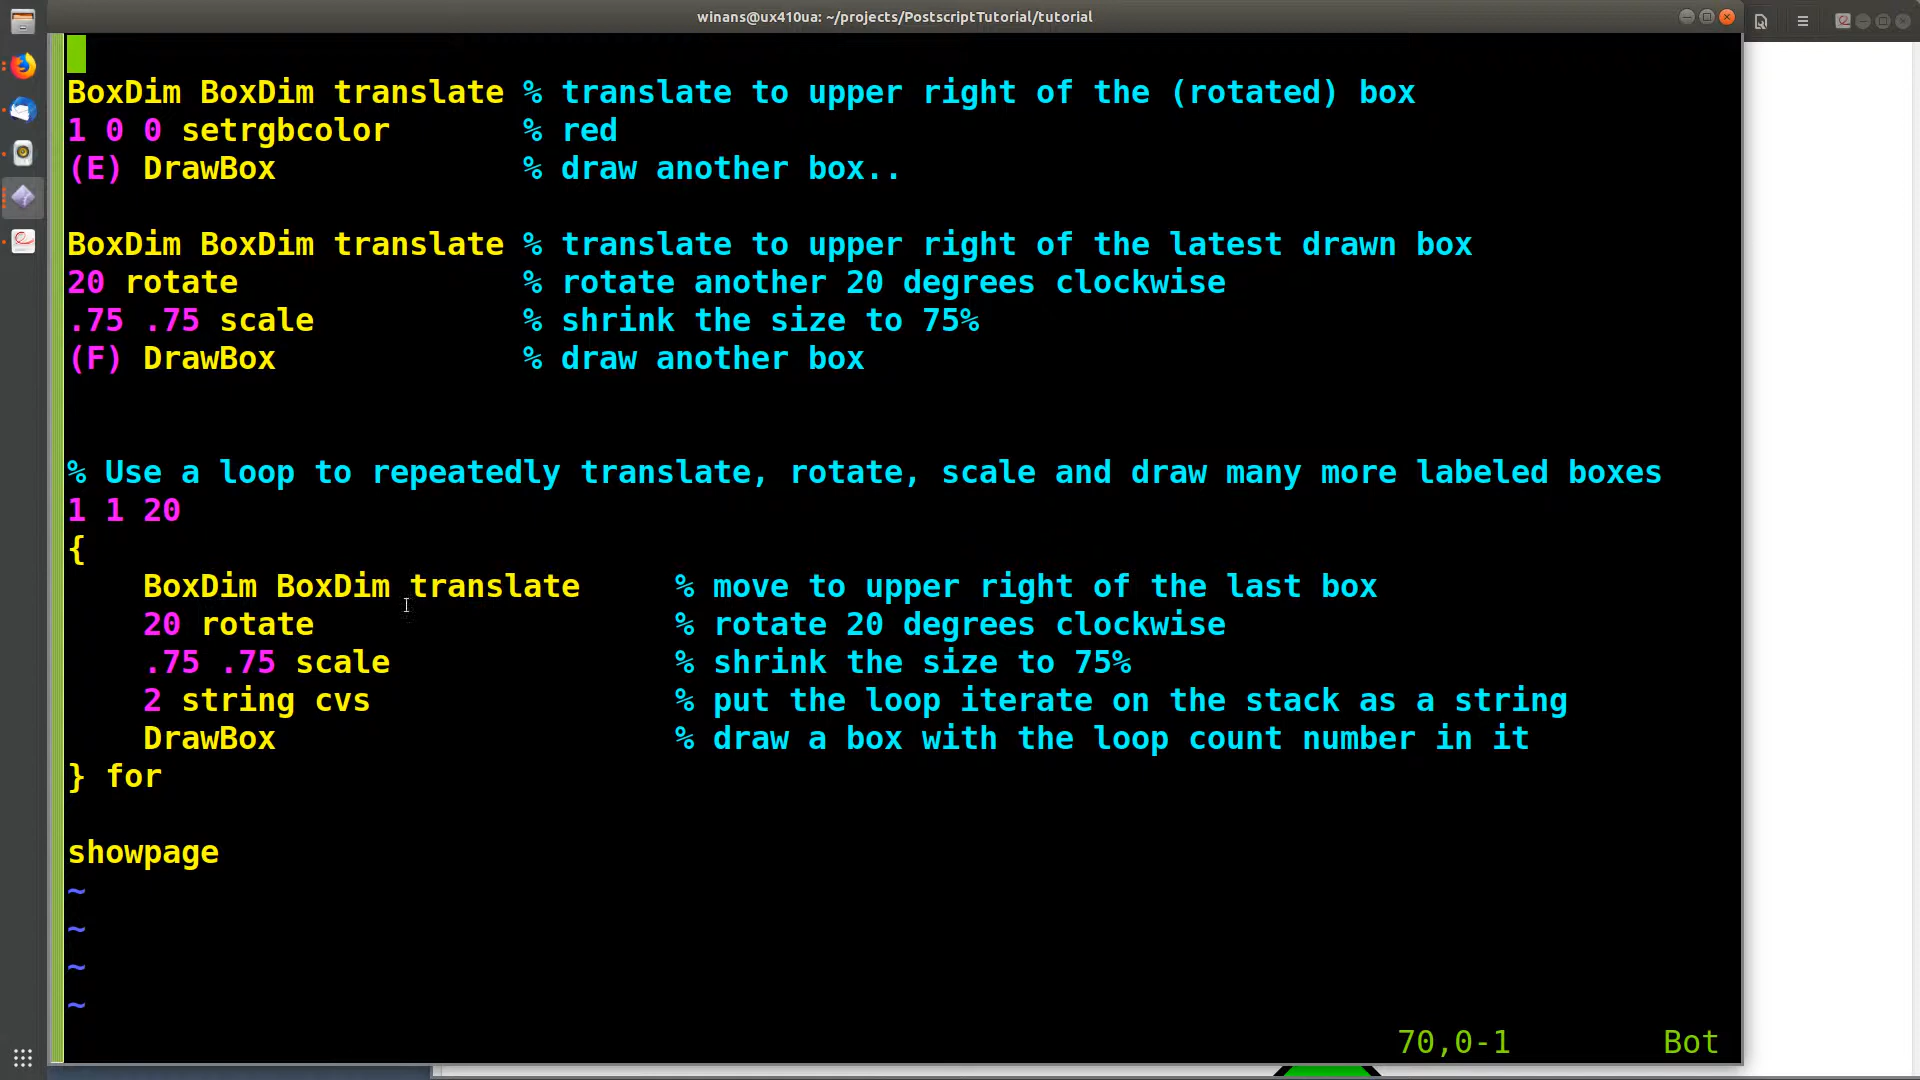 winans@ux410ua: ~/projects/PostscriptTutorial/tutorial
BoxDim BoxDim translate % translate to upper right of the (rotated) box
1 0 0 setrgbcolor       % red
(E) DrawBox             % draw another box..
BoxDim BoxDim translate % translate to upper right of the latest drawn box
20 rotate               % rotate another 20 degrees clockwise
.75 .75 scale           % shrink the size to 75%
(F) DrawBox             % draw another box
% Use a loop to repeatedly translate, rotate, scale and draw many more labeled boxes
1 1 20
{
    BoxDim BoxDim translate     % move to upper right of the last box
    20 rotate                   % rotate 20 degrees clockwise
    .75 .75 scale               % shrink the size to 75%
    2 string cvs                % put the loop iterate on the stack as a string
    DrawBox                     % draw a box with the loop count number in it
} for
showpage
~
~
~
~
70,0-1        Bot